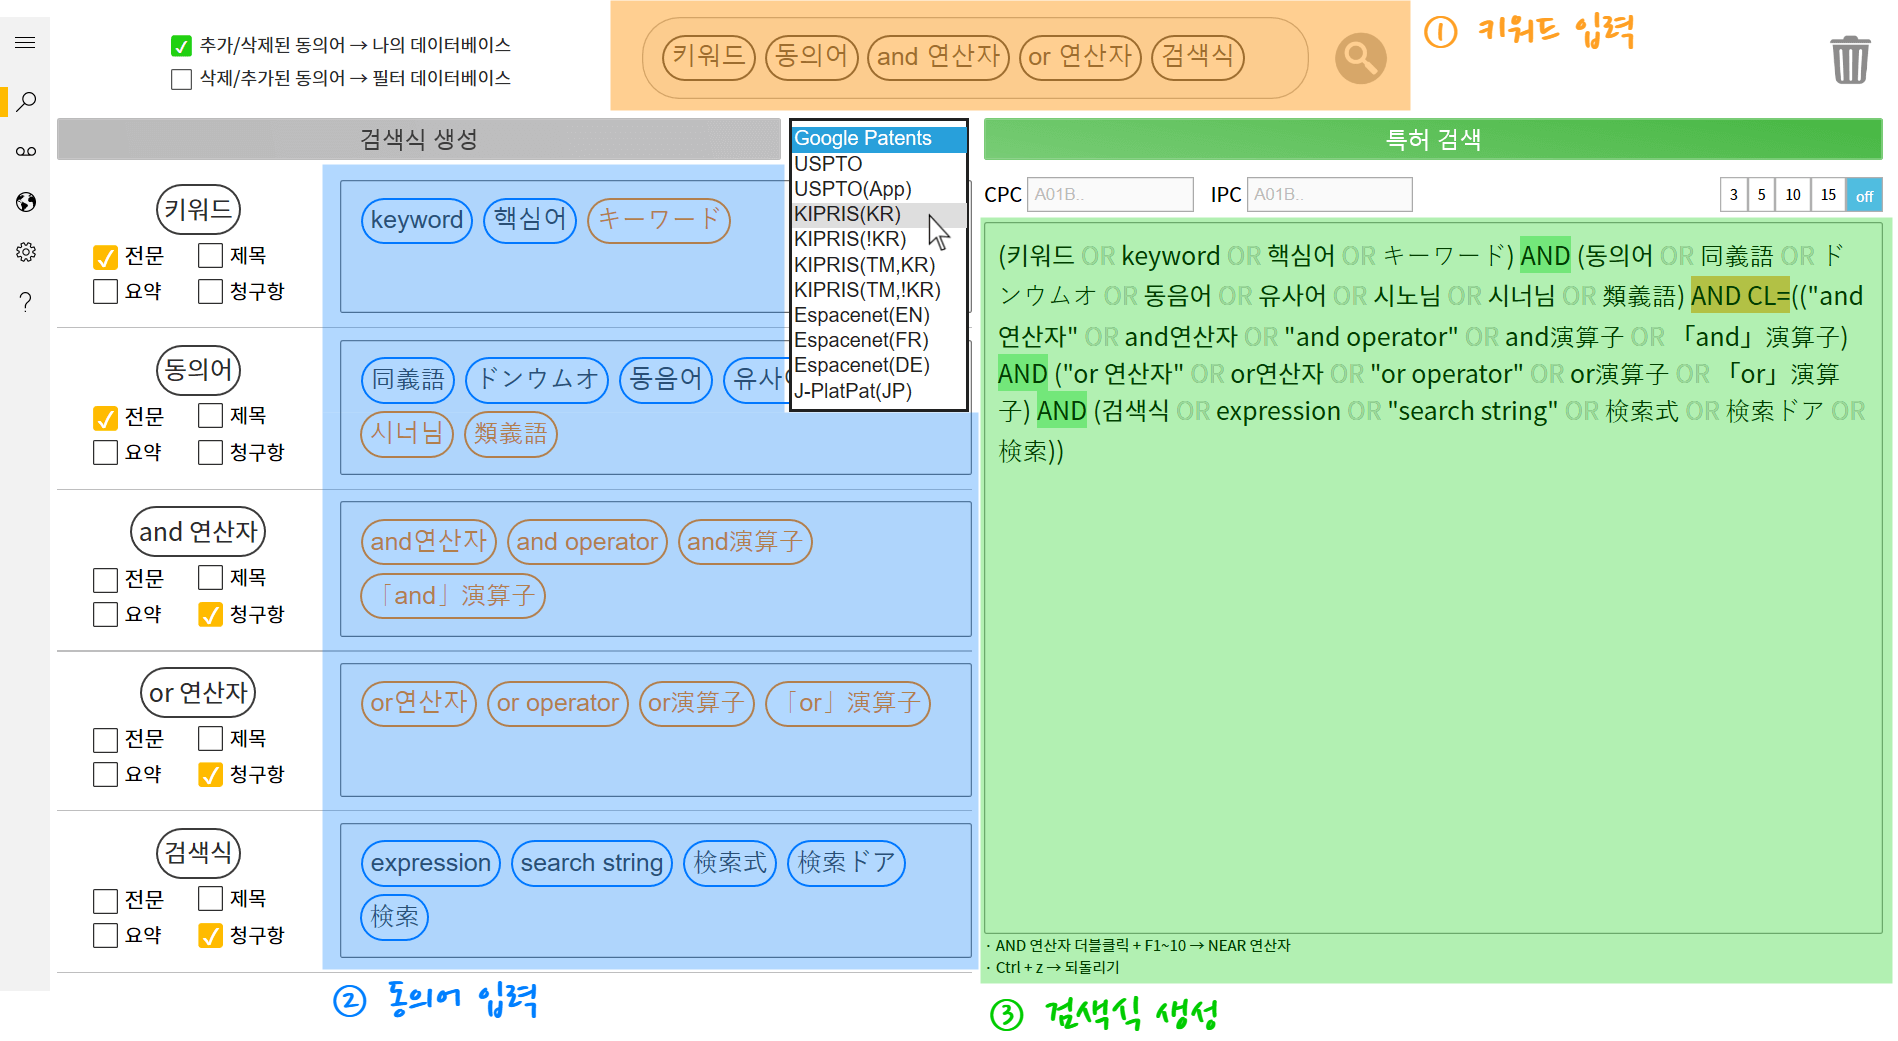 추가/삭제된 동의어 → 나의 데이터베이스
삭제/추가된 동의어 → 필터 데이터베이스
키워드 동의어 and 연산자 or 연산자 검색식
① 키워드 입력
검색식 생성
Google Patents
USPTO
USPTO(App)
KIPRIS(KR)
KIPRIS(!KR)
KIPRIS(TM,KR)
KIPRIS(TM,!KR)
Espacenet(EN)
Espacenet(FR)
Espacenet(DE)
J-PlatPat(JP)
특허 검색
CPC A01B.. IPC A01B.. 3 5 10 15 off
키워드
전문 제목
요약 청구항
keyword 핵심어 キーワード
동의어
전문 제목
요약 청구항
同義語 ドンウムオ 동음어 유사
시너님 類義語
and 연산자
전문 제목
요약 청구항
and연산자 and operator and演算子
「and」演算子
or 연산자
전문 제목
요약 청구항
or연산자 or operator or演算子 「or」演算子
검색식
전문 제목
요약 청구항
expression search string 検索式 検索ドア
検索
② 동의어 입력
(키워드 OR keyword OR 핵심어 OR キーワード) AND (동의어 OR 同義語 OR ド
ンウムオ OR 동음어 OR 유사어 OR 시노님 OR 시너님 OR 類義語) AND CL=(("and
연산자" OR and연산자 OR "and operator" OR and演算子 OR 「and」演算子)
AND ("or 연산자" OR or연산자 OR "or operator" OR or演算子 OR 「or」演算
子) AND (검색식 OR expression OR "search string" OR 検索式 OR 検索ドア OR
検索))
· AND 연산자 더블클릭 + F1~10 → NEAR 연산자
· Ctrl + z → 되돌리기
③ 검색식 생성